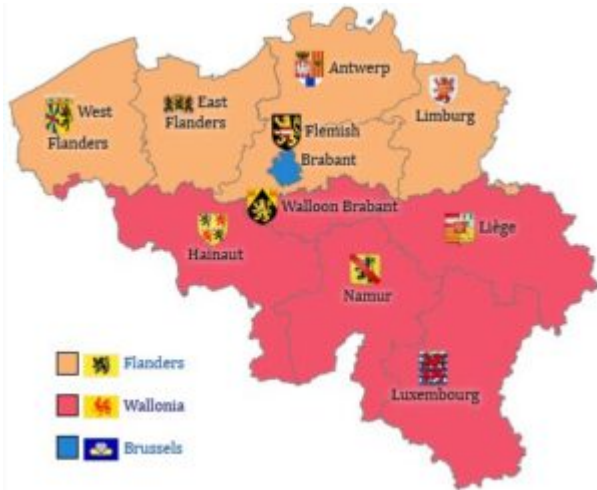 Antwerp
West
Flanders
East
Flanders
Limburg
Flemish
Brabant
Walloon Brabant
Hainaut
Liège
Namur
Luxembourg
Flanders
Wallonia
Brussels